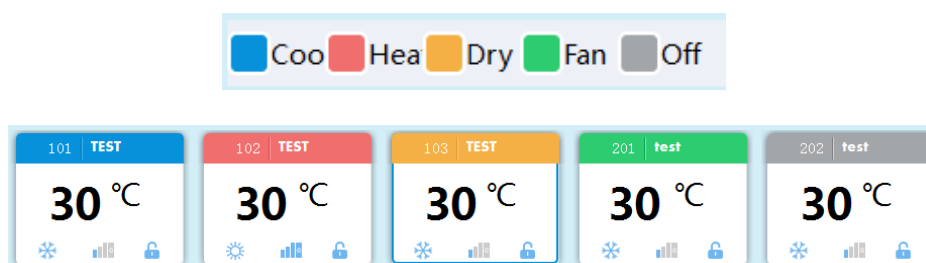 Coo Hea Dry Fan Off
101 TEST 102 TEST 103 TEST 201 test 202 test
30 ℃ 30 ℃ 30 ℃ 30 ℃ 30 ℃